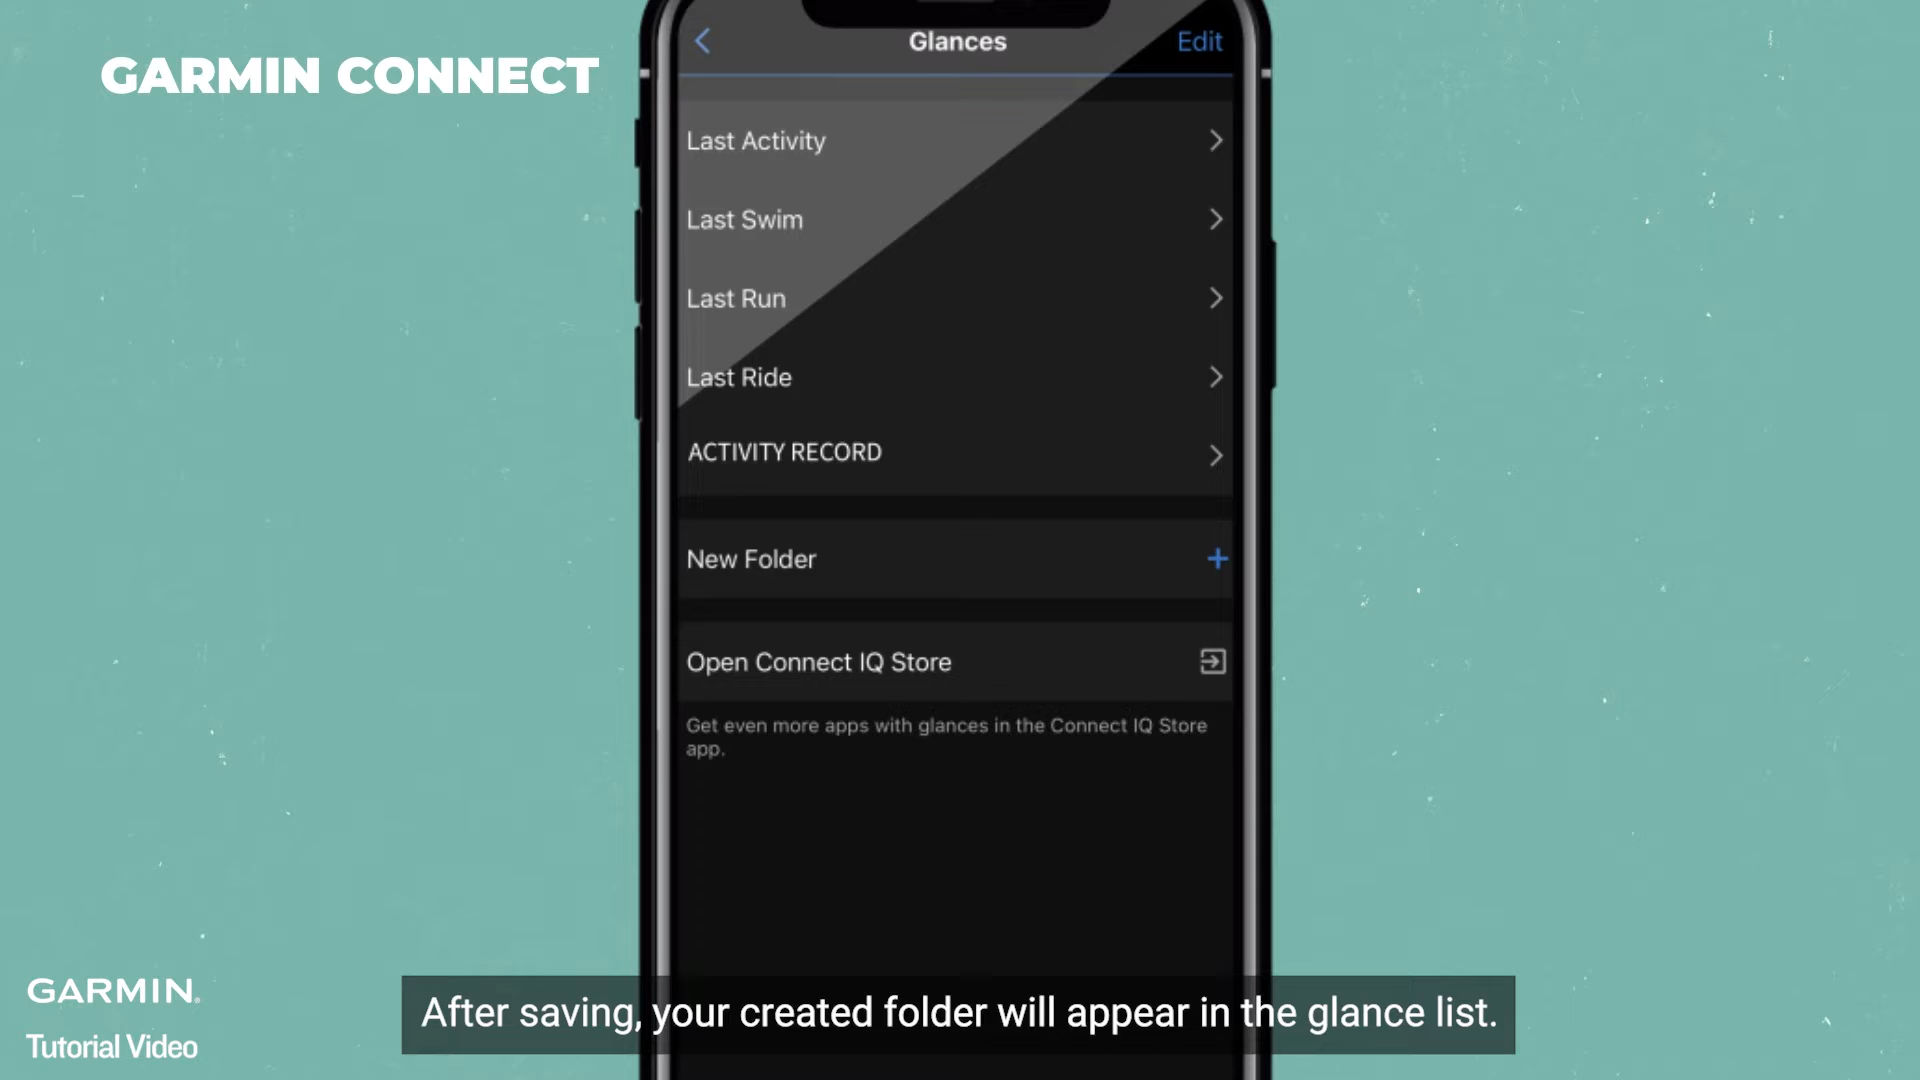 GARMIN CONNECT
Glances
Edit
Last Activity
Last Swim
Last Run
Last Ride
ACTIVITY RECORD
New Folder
Open Connect IQ Store
Get even more apps with glances in the Connect IQ Store
app.
After saving, your created folder will appear in the glance list.
GARMIN.
Tutorial Video